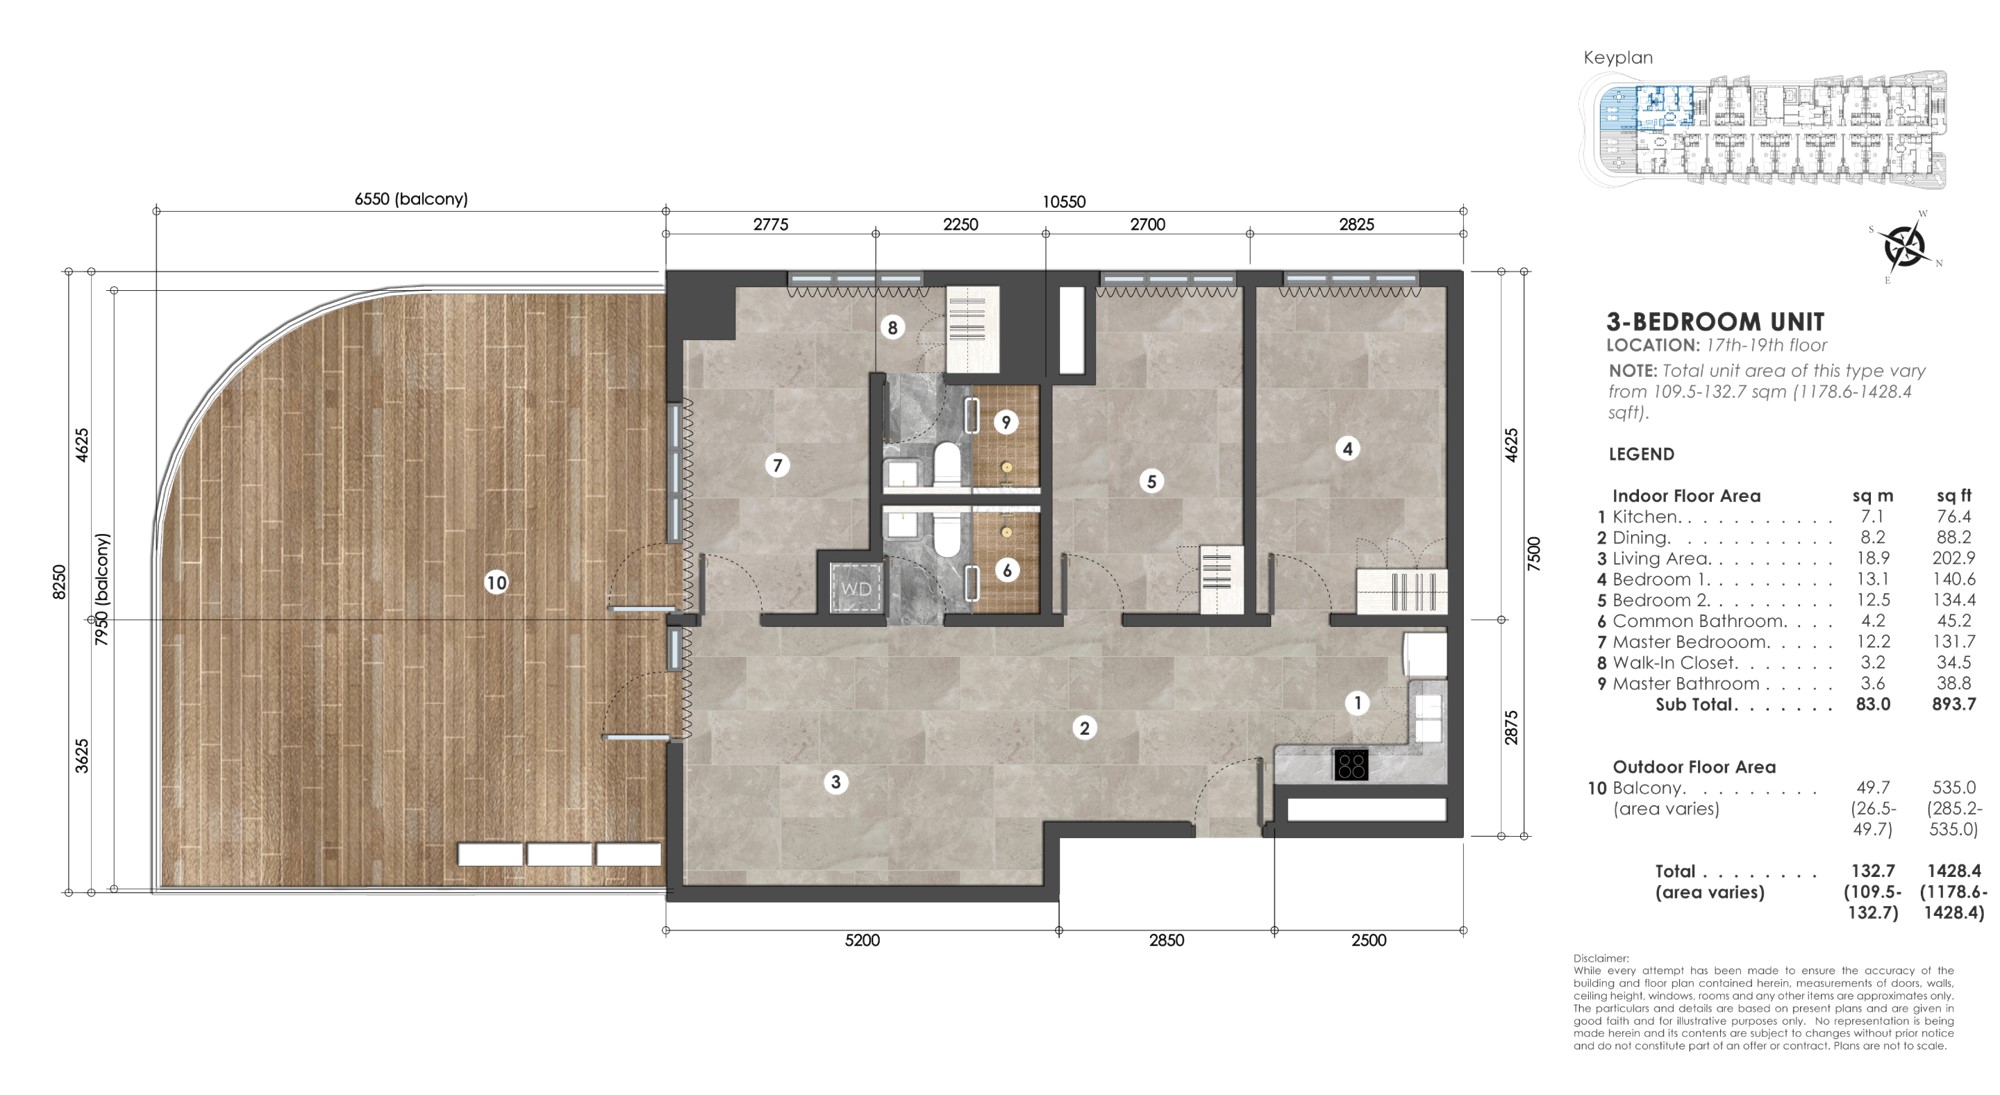 Keyplan
6550 (balcony)
10550
2775
2250
2700
2825
W
S
N
E
3-BEDROOM UNIT
LOCATION: 17th-19th floor
NOTE: Total unit area of this type vary
from 109.5-132.7 sqm (1178.6-1428.4
sqft).
LEGEND
Indoor Floor Area sq m sq ft
1 Kitchen. . . . . . . . . . . . 7.1 76.4
2 Dining. . . . . . . . . . . . 8.2 88.2
3 Living Area. . . . . . . . . 18.9 202.9
4 Bedroom 1. . . . . . . . . 13.1 140.6
5 Bedroom 2. . . . . . . . . 12.5 134.4
6 Common Bathroom. . . . 4.2 45.2
7 Master Bedrooom. . . . . 12.2 131.7
8 Walk-In Closet. . . . . . . 3.2 34.5
9 Master Bathroom . . . . . 3.6 38.8
Sub Total. . . . . . . 83.0 893.7
Outdoor Floor Area
10 Balcony. . . . . . . . . 49.7 535.0
(area varies) (26.5- (285.2-
49.7) 535.0)
Total . . . . . . . . 132.7 1428.4
(area varies) (109.5- (1178.6-
132.7) 1428.4)
Disclaimer:
While every attempt has been made to ensure the accuracy of the
building and floor plan contained herein, measurements of doors, walls,
ceiling height, windows, rooms and any other items are approximates only.
The particulars and details are based on present plans and are given in
good faith and for illustrative purposes only. No representation is being
made herein and its contents are subject to changes without prior notice
and do not constitute part of an offer or contract. Plans are not to scale.
8250
4625
3625
7950 (balcony)
8
9
7
5
4
6
WD
10
1
2
3
4625
2875
7500
5200
2850
2500